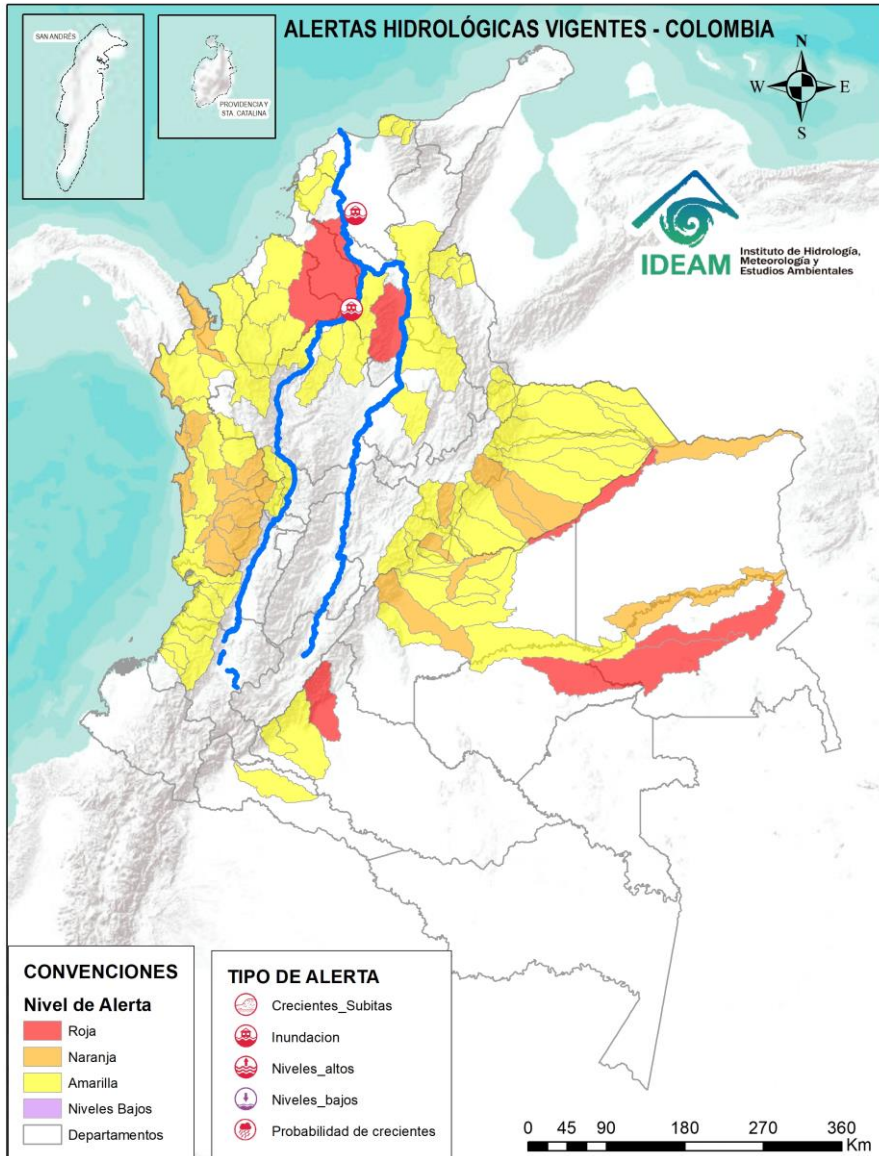 ALERTAS HIDROLÓGICAS VIGENTES - COLOMBIA
SAN ANDRÉS
PROVIDENCIA Y
STA. CATALINA
N
W
E
S
IDEAM
Instituto de Hidrología,
Meteorología y
Estudios Ambientales
CONVENCIONES
Nivel de Alerta
Roja
Naranja
Amarilla
Niveles Bajos
Departamentos
TIPO DE ALERTA
Crecientes_Subitas
Inundacion
Niveles_altos
Niveles_bajos
Probabilidad de crecientes
0 45 90 180 270 360
Km